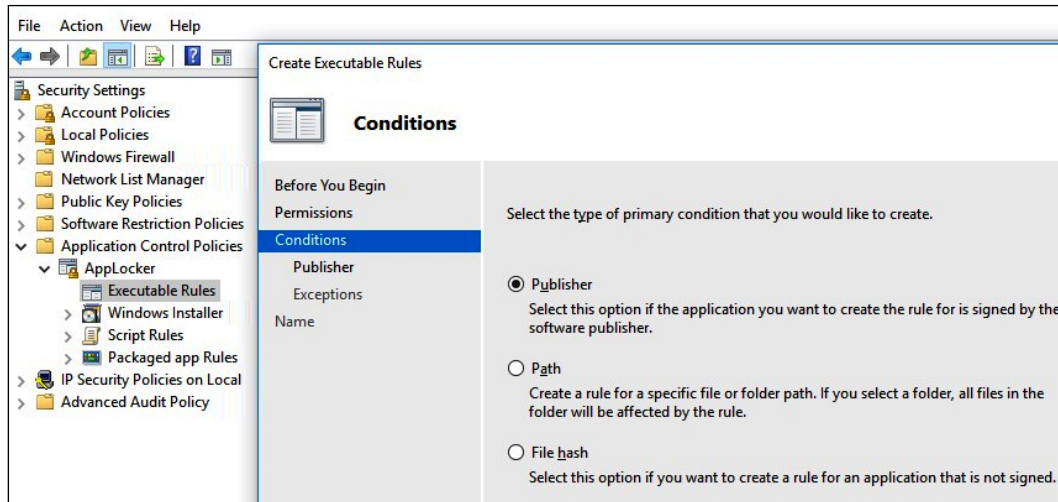 File Action View Help
Create Executable Rules
Security Settings
Account Policies
Local Policies
Windows Firewall
Network List Manager
Public Key Policies
Software Restriction Policies
Application Control Policies
AppLocker
Executable Rules
Windows Installer
Script Rules
Packaged app Rules
IP Security Policies on Local
Advanced Audit Policy
Conditions
Before You Begin
Permissions
Conditions
Publisher
Exceptions
Name
Select the type of primary condition that you would like to create.
Publisher
Select this option if the application you want to create the rule for is signed by the
software publisher.
Path
Create a rule for a specific file or folder path. If you select a folder, all files in the
folder will be affected by the rule.
File hash
Select this option if you want to create a rule for an application that is not signed.